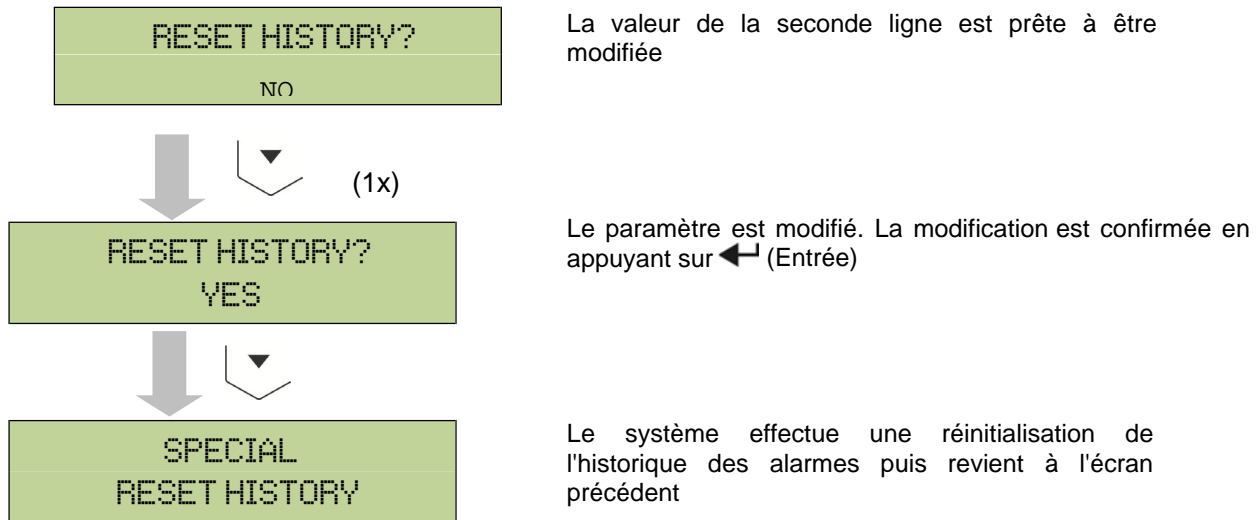 RESET HISTORY?
NO
La valeur de la seconde ligne est prête à être
modifiée
(1x)
RESET HISTORY?
YES
Le paramètre est modifié. La modification est confirmée en
appuyant sur (Entrée)
SPECIAL
RESET HISTORY
Le système effectue une réinitialisation de
l'historique des alarmes puis revient à l'écran
précédent